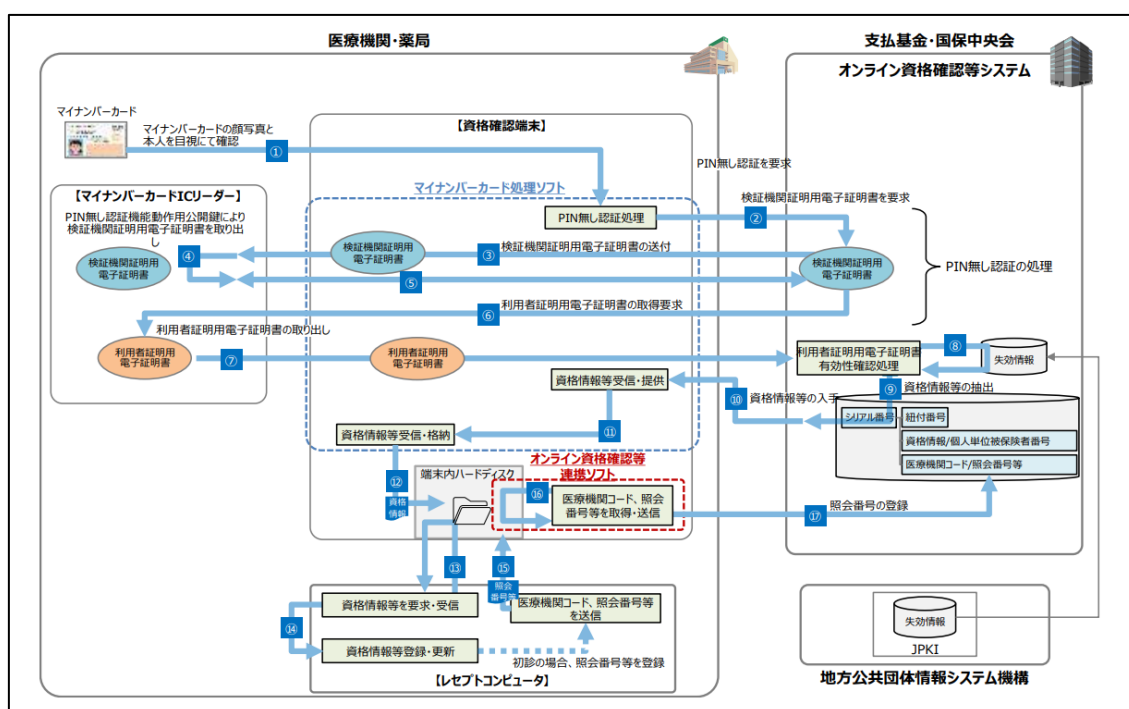 医療機関・薬局
支払基金・国保中央会
オンライン資格確認等システム
マイナンバーカード
マイナンバーカードの顔写真と
本人を目視にて確認
①
【資格確認端末】
PIN無し認証を要求
【マイナンバーカードICリーダー】
マイナンバーカード処理ソフト
PIN無し認証処理
②
検証機関証明用電子証明書を要求
PIN無し認証機能動作用公開鍵により
検証機関証明用電子証明書を取り出
し
④
検証機関証明用
電子証明書
検証機関証明用
電子証明書
③
検証機関証明用電子証明書の送付
⑤
検証機関証明用
電子証明書
PIN無し認証の処理
⑥
利用者証明用電子証明書の取得要求
利用者証明用電子証明書の取り出し
利用者証明用
電子証明書
⑦
利用者証明用
電子証明書
利用者証明用電子証明書
有効性確認処理
⑧
失効情報
⑨
資格情報等の抽出
資格情報等受信・提供
⑩
資格情報等の入手
シリアル番号
紐付番号
資格情報/個人単位被保険者番号
医療機関コード/照会番号等
⑪
資格情報等受信・格納
⑫
資格
情報
端末内ハードディスク
オンライン資格確認等
連携ソフト
⑯
医療機関コード、照会
番号等を取得・送信
⑰
照会番号の登録
⑬
⑮
照会
番号等
資格情報等を要求・受信
医療機関コード、照会番号等
を送信
⑭
資格情報等登録・更新
初診の場合、照会番号等を登録
【レセプトコンピュータ】
失効情報
JPKI
地方公共団体情報システム機構